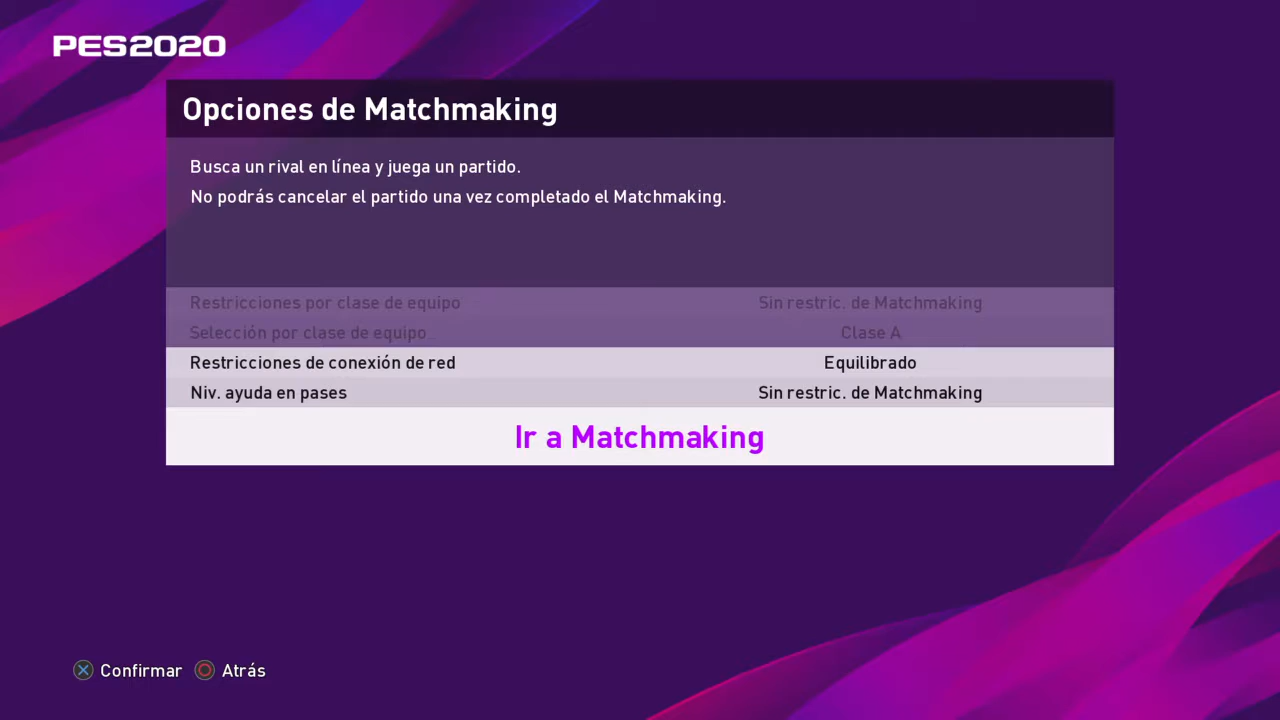 PES2020
Opciones de Matchmaking
Busca un rival en línea y juega un partido.
No podrás cancelar el partido una vez completado el Matchmaking.
Restricciones por clase de equipo Sin restric. de Matchmaking
Selección por clase de equipo Clase A
Restricciones de conexión de red Equilibrado
Niv. ayuda en pases Sin restric. de Matchmaking
Ir a Matchmaking
Confirmar Atrás